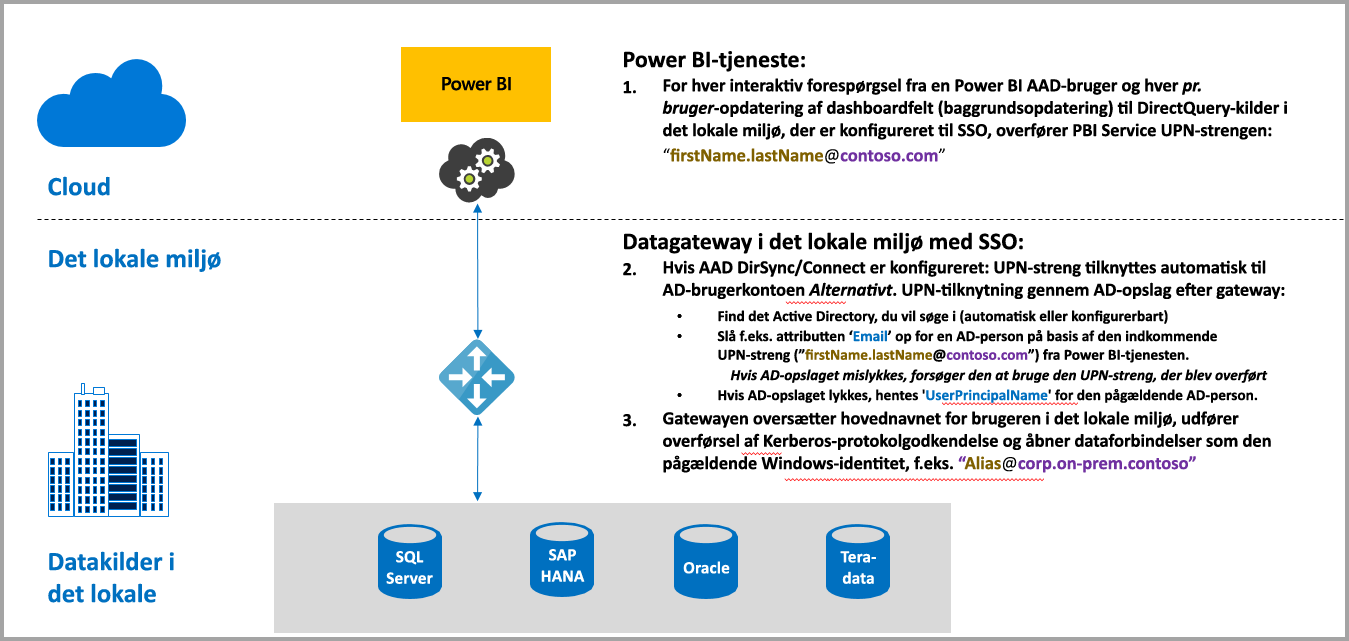 Power BI
Cloud
Power BI-tjeneste:
1. For hver interaktiv forespørgsel fra en Power BI AAD-bruger og hver pr.
bruger-opdatering af dashboardfelt (baggrundsopdatering) til DirectQuery-kilder i
det lokale miljø, der er konfigureret til SSO, overfører PBI Service UPN-strengen:
“firstName.lastName@contoso.com”
Det lokale miljø
Datagateway i det lokale miljø med SSO:
2. Hvis AAD DirSync/Connect er konfigureret: UPN-streng tilknyttes automatisk til
AD-brugerkontoen Alternativt. UPN-tilknytning gennem AD-opslag efter gateway:
• Find det Active Directory, du vil søge i (automatisk eller konfigurerbart)
• Slå f.eks. attributten ‘Email’ op for en AD-person på basis af den indkommende
UPN-streng (”firstName.lastName@contoso.com”) fra Power BI-tjenesten.
Hvis AD-opslaget mislykkes, forsøger den at bruge den UPN-streng, der blev overført
• Hvis AD-opslaget lykkes, hentes 'UserPrincipalName' for den pågældende AD-person.
3. Gatewayen oversætter hovednavnet for brugeren i det lokale miljø, udfører
overførsel af Kerberos-protokolgodkendelse og åbner dataforbindelser som den
pågældende Windows-identitet, f.eks. “Alias@corp.on-prem.contoso”
Datakilder i
det lokale
SQL
Server
SAP
HANA
Oracle
Tera-
data